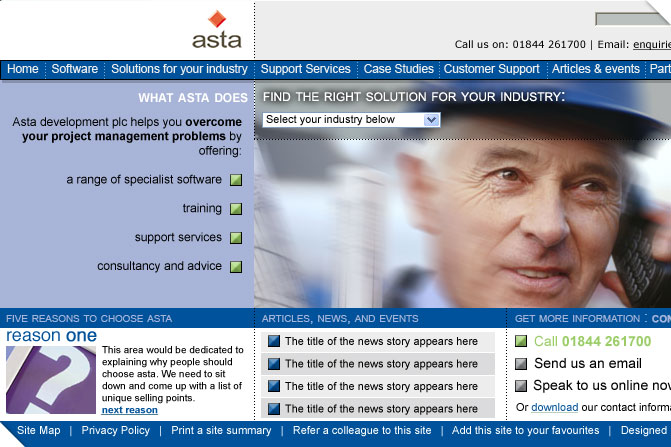 asta
Call us on: 01844 261700 | Email: enquirie
Home Software Solutions for your industry Support Services Case Studies Customer Support Articles & events Part
WHAT ASTA DOES
Asta development plc helps you overcome
your project management problems by
offering:
a range of specialist software
training
support services
consultancy and advice
FIND THE RIGHT SOLUTION FOR YOUR INDUSTRY:
Select your industry below
FIVE REASONS TO CHOOSE ASTA
reason one
This area would be dedicated to
explaining why people should
choose asta. We need to sit
down and come up with a list of
unique selling points.
next reason
ARTICLES, NEWS, AND EVENTS
The title of the news story appears here
The title of the news story appears here
The title of the news story appears here
The title of the news story appears here
GET MORE INFORMATION : CON
Call 01844 261700
Send us an email
Speak to us online now
Or download our contact informa
Site Map | Privacy Policy | Print a site summary | Refer a colleague to this site | Add this site to your favourites | Designed